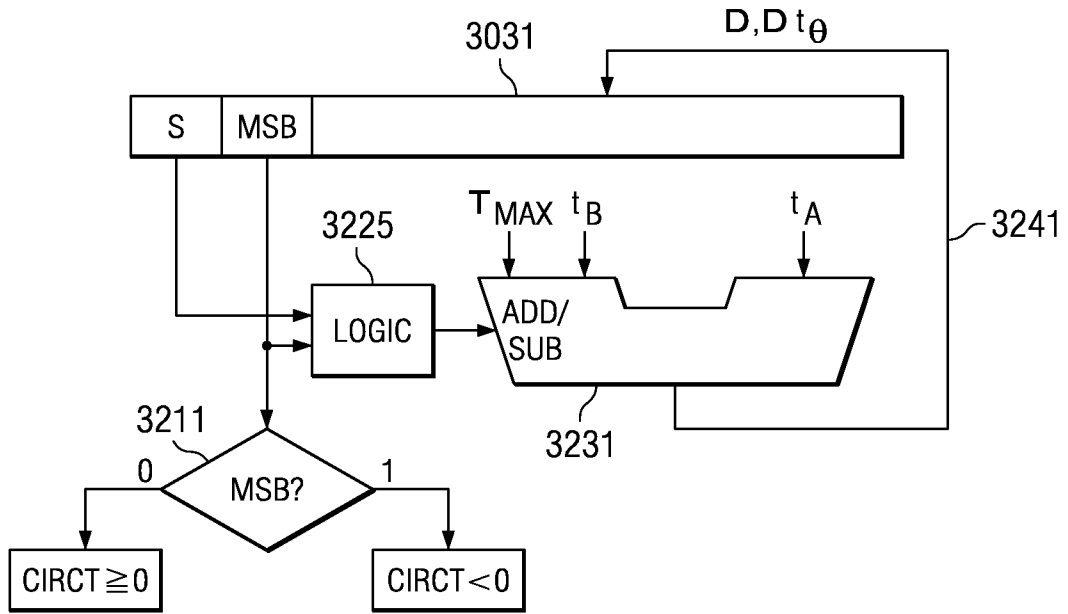 D,D tθ
3031
S
MSB
TMAX
tB
tA
3225
3241
LOGIC
ADD/
SUB
3211
3231
0
1
MSB?
CIRCT≧0
CIRCT<0